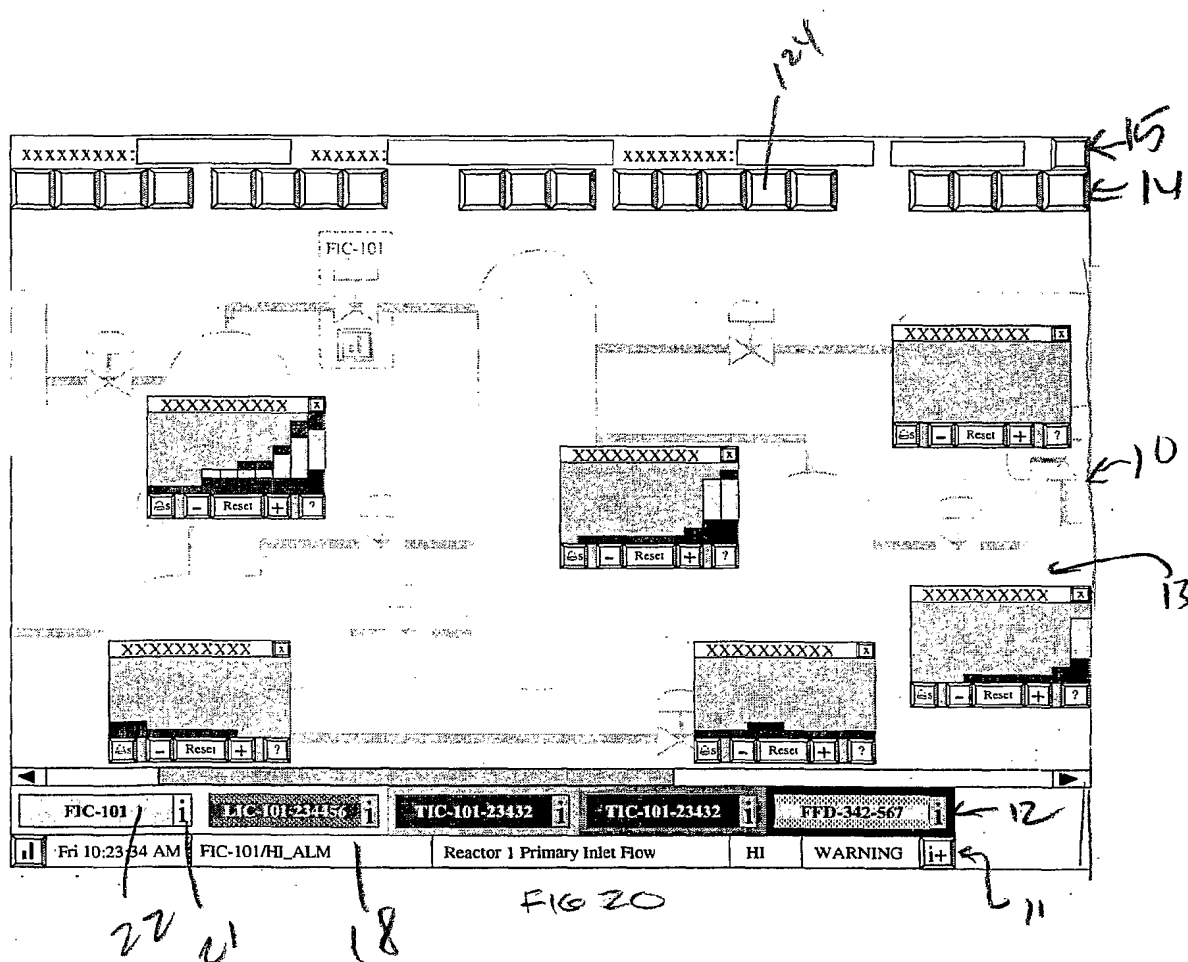 124
XXXXXXXXX: XXXXXX: XXXXXXXXX:
15
14
FIC-101
XXXXXXXXXX x
Reset + ?
XXXXXXXXXX x
- Reset + ?
10
XXXXXXXXXX x
- Reset + ?
13
XXXXXXXXXX x
- Reset + ?
XXXXXXXXXX x
- Reset + ?
XXXXXXXXXX x
- Reset + ?
FIC-101 i LIC-101-234456 i TIC-101-23432 i TIC-101-23432 i FFD-342-567 i
12
Fri 10:23:34 AM FIC-101/HI_ALM Reactor 1 Primary Inlet Flow HI WARNING i+
11
FIG 20
22 21 18